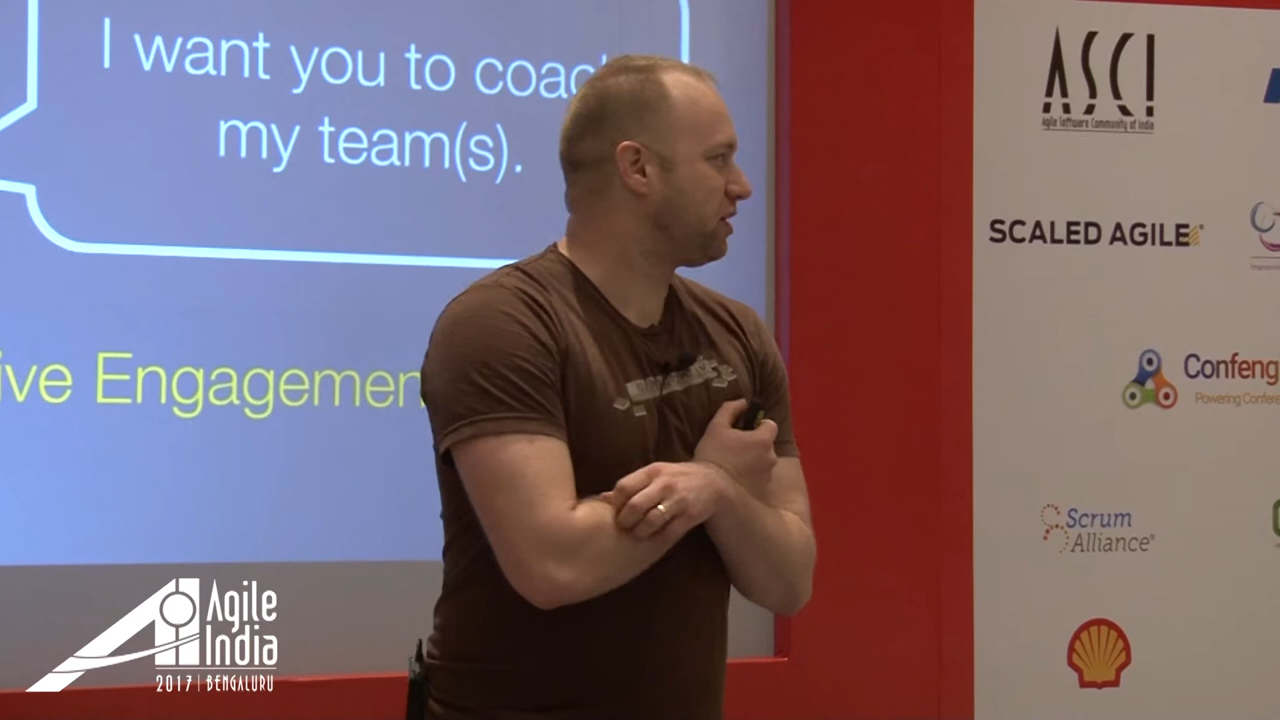 I want you to coac
my team(s).
ive Engagemen
ASCI
Agile Software Community of India
SCALED AGILE
Confeng
Powering Confere
Scrum
Alliance
Agile
India
2017 | BENGALURU